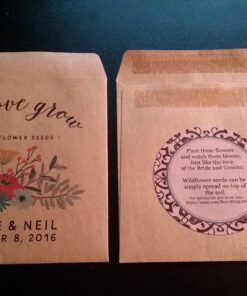 ove grow
FLOWER SEEDS -
E & NEIL
R 8, 2016
Plant these flowers
and watch them bloom,
Just like the love
of the Bride and Groom!
Wildflower seeds can be
simply spread on top of
the soil.